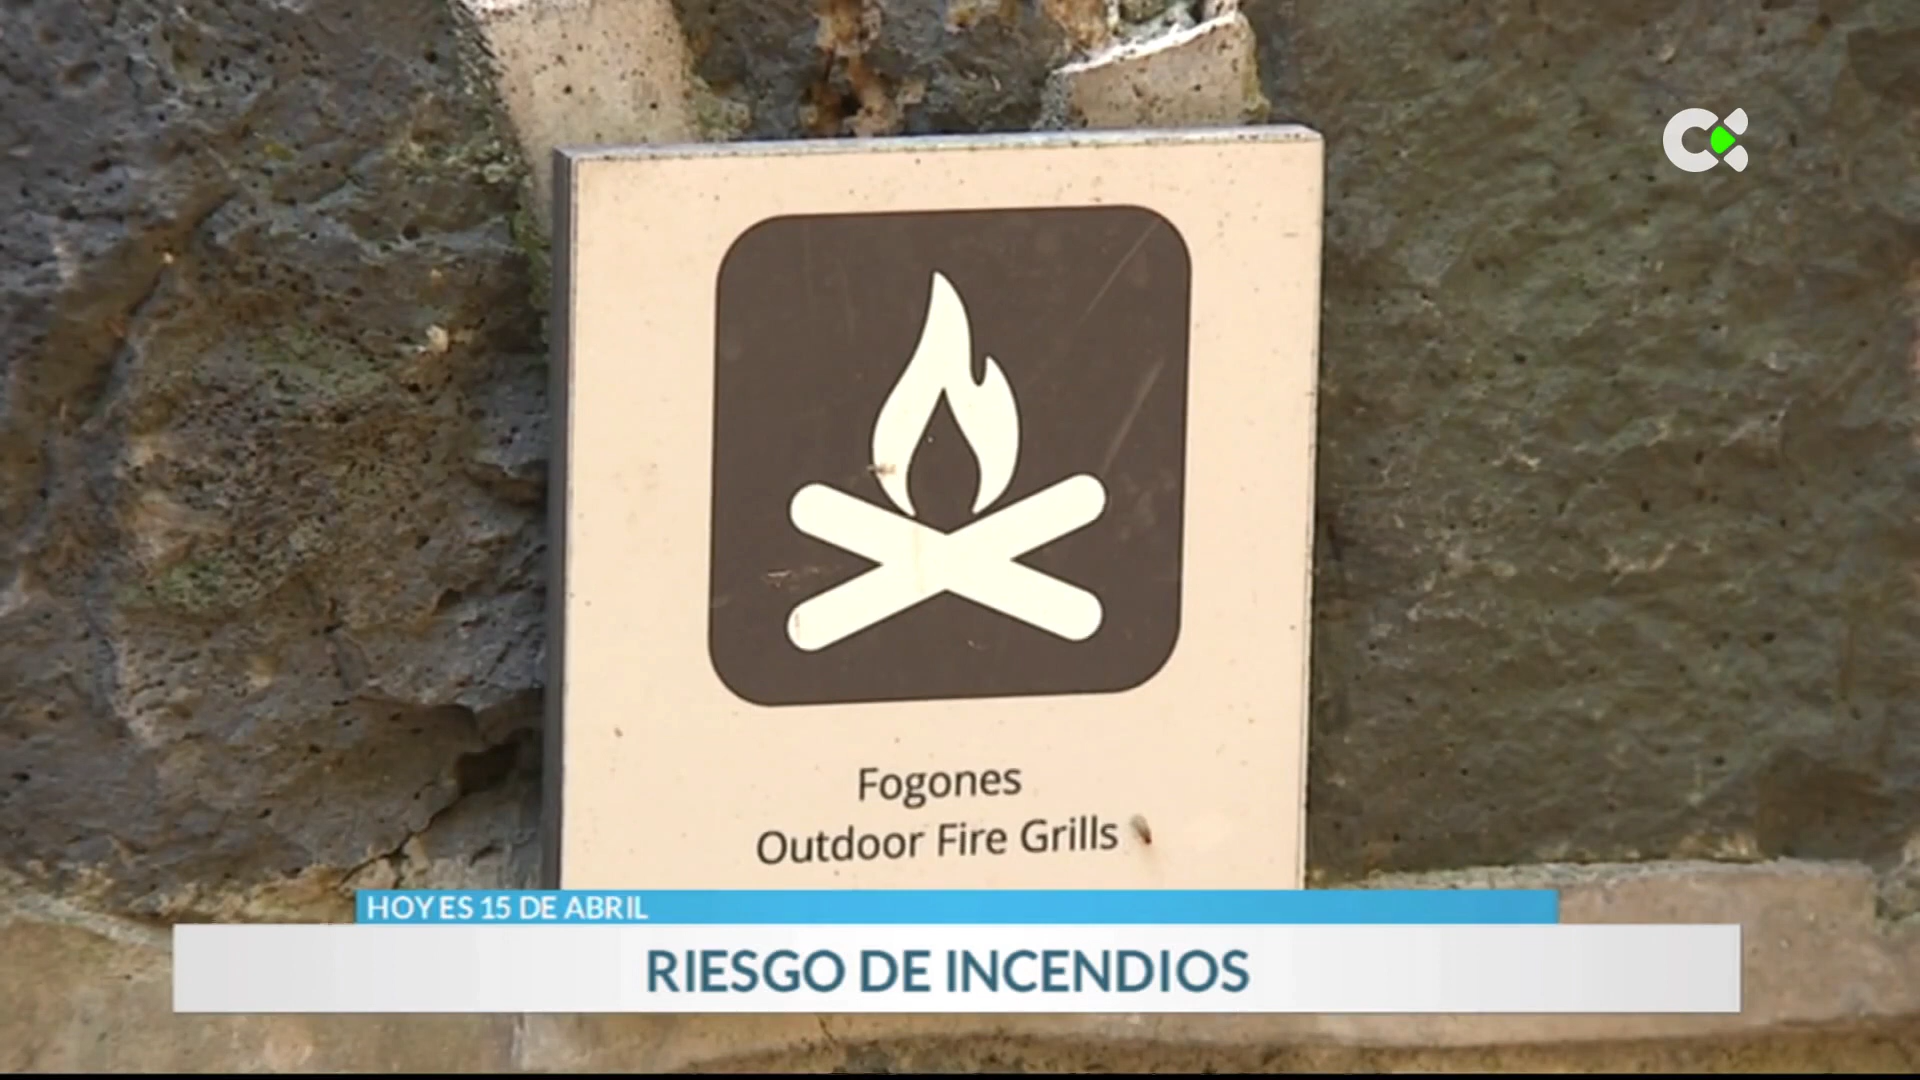 Fogones
Outdoor Fire Grills
HOY ES 15 DE ABRIL
RIESGO DE INCENDIOS